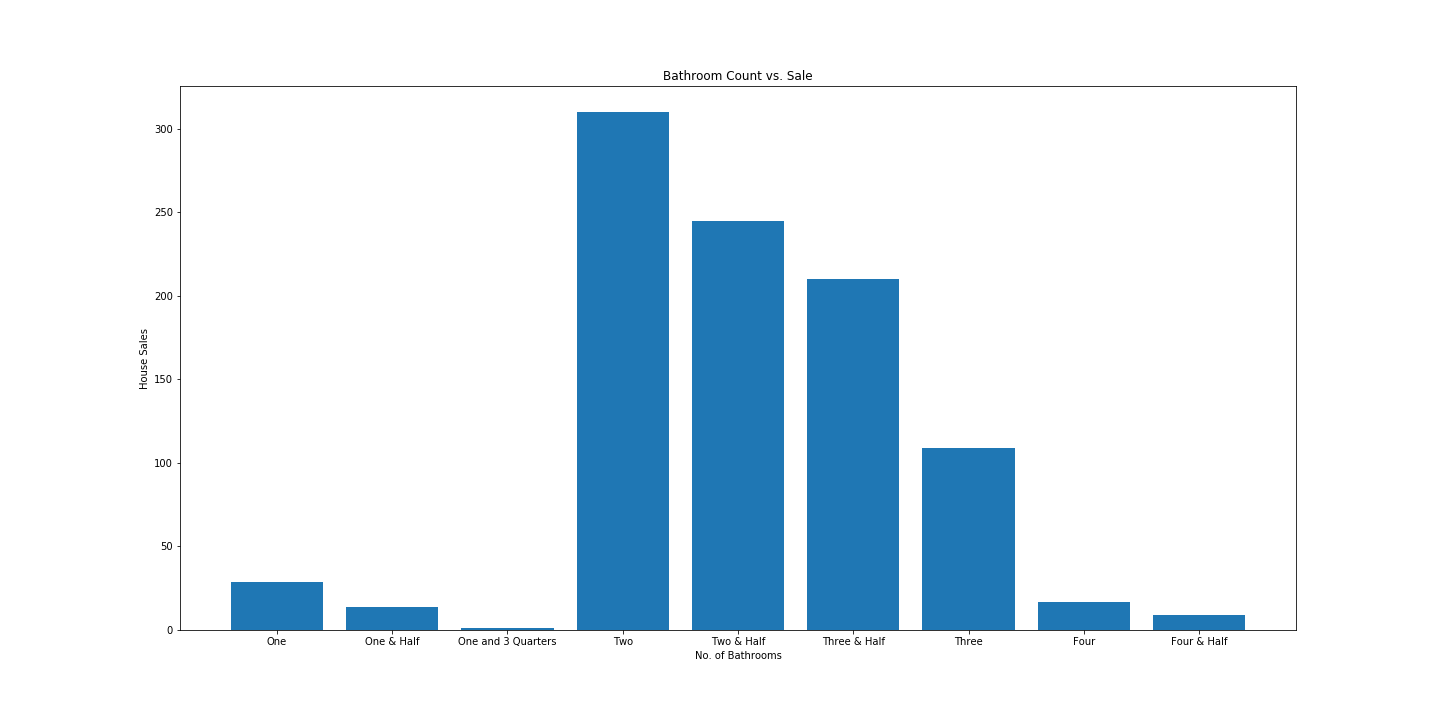 Bathroom Count vs. Sale
300
250
200
150
100
50
0
House Sales
One
One & Half
One and 3 Quarters
Two
Two & Half
Three & Half
Three
Four
Four & Half
No. of Bathrooms